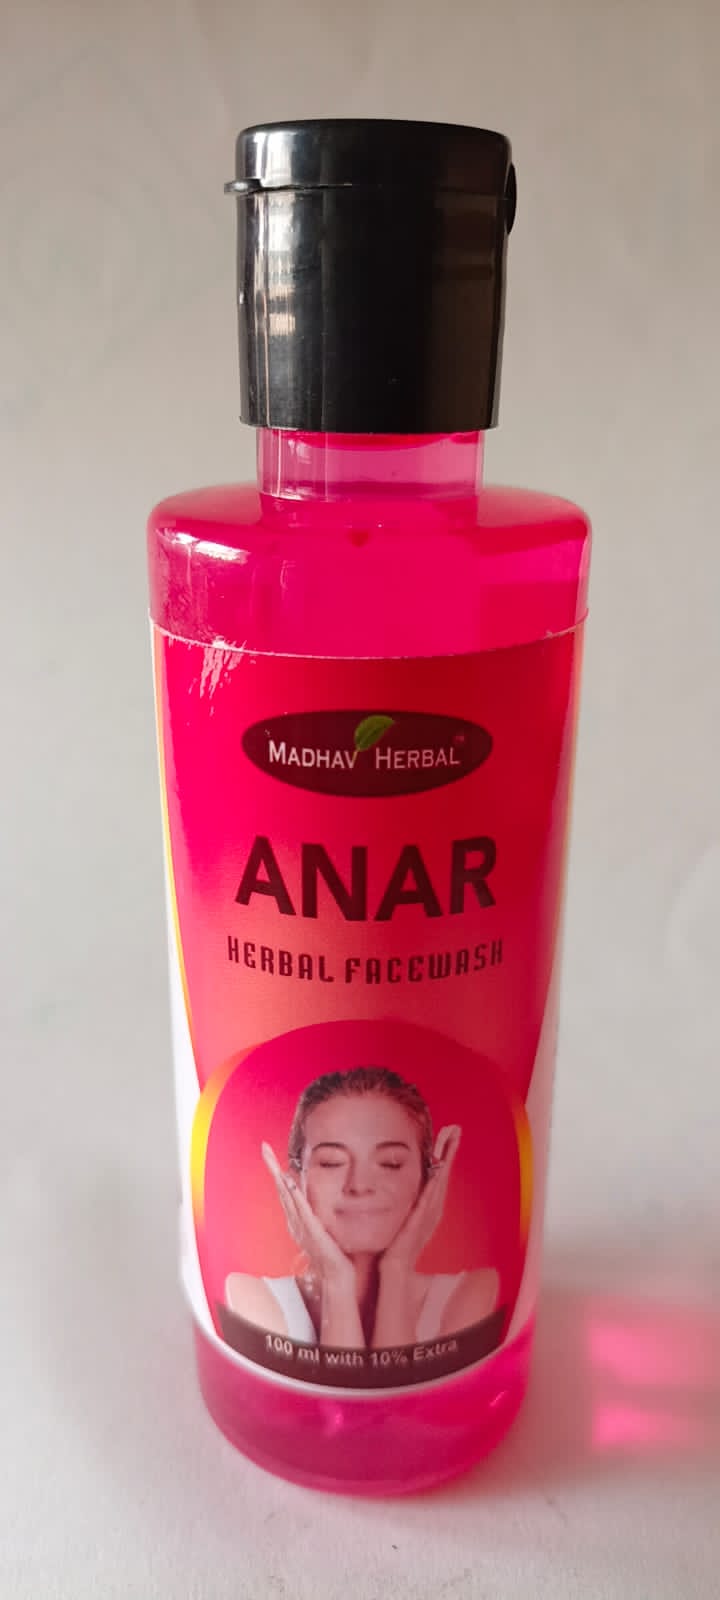 MADHAV HERBAL
ANAR
HERBAL FACEWASH
100 ml with 10% Extra